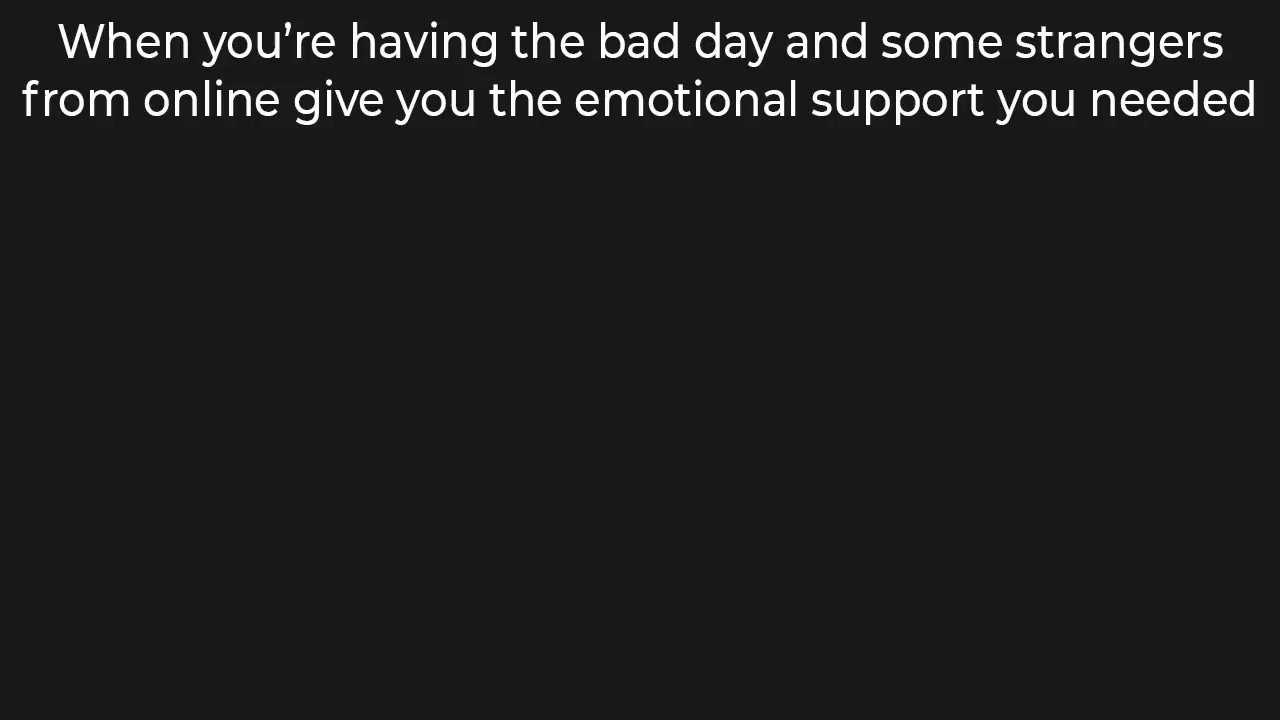 When you’re having the bad day and some strangers
from online give you the emotional support you needed